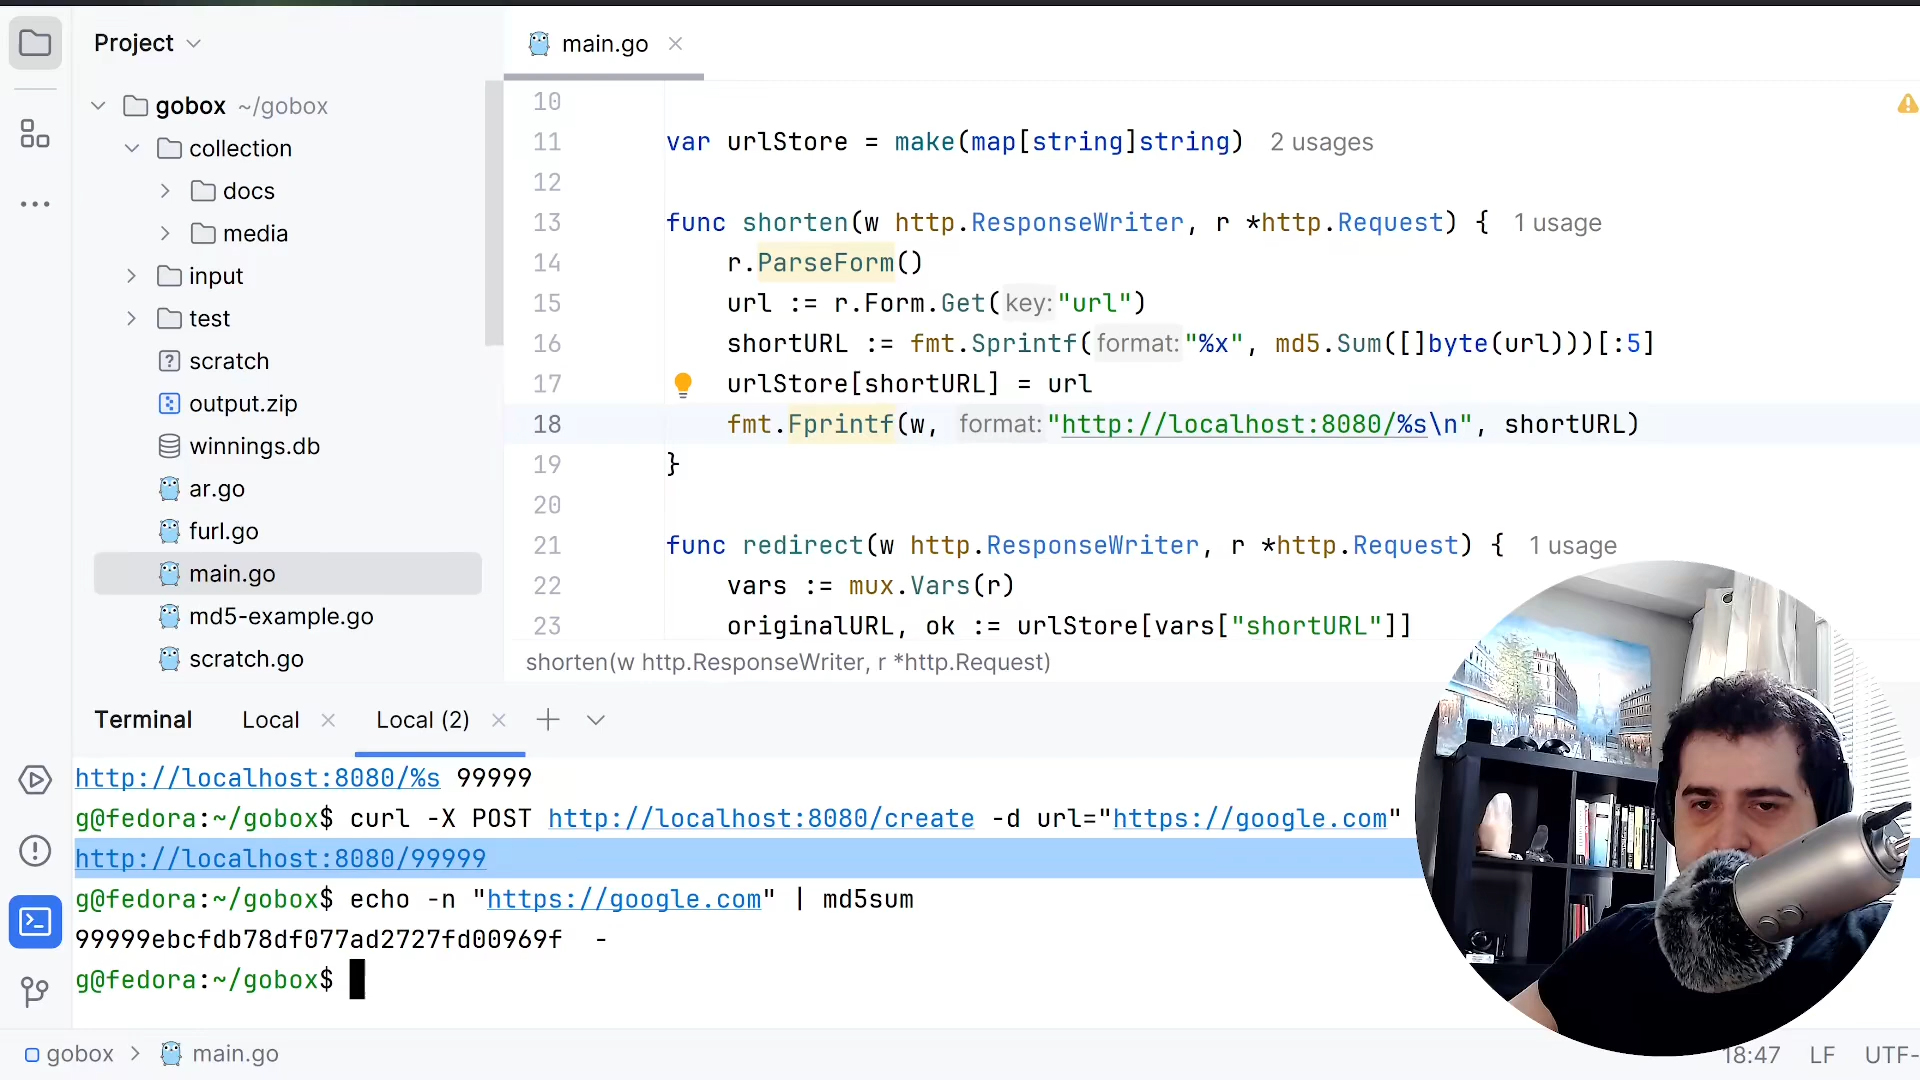 Project
gobox ~/gobox
collection
docs
media
input
test
scratch
output.zip
winnings.db
ar.go
furl.go
main.go
md5-example.go
scratch.go
main.go
10
11 var urlStore = make(map[string]string) 2 usages
12
13 func shorten(w http.ResponseWriter, r *http.Request) { 1 usage
14 r.ParseForm()
15 url := r.Form.Get(key:"url")
16 shortURL := fmt.Sprintf(format:"%x", md5.Sum([]byte(url)))[:5]
17 urlStore[shortURL] = url
18 fmt.Fprintf(w, format:"http://localhost:8080/%s\n", shortURL)
19 }
20
21 func redirect(w http.ResponseWriter, r *http.Request) { 1 usage
22 vars := mux.Vars(r)
23 originalURL, ok := urlStore[vars["shortURL"]]
shorten(w http.ResponseWriter, r *http.Request)
Terminal Local Local (2)
http://localhost:8080/%s 99999
g@fedora:~/gobox$ curl -X POST http://localhost:8080/create -d url="https://google.com"
http://localhost:8080/99999
g@fedora:~/gobox$ echo -n "https://google.com" | md5sum
99999ebcfdb78df077ad2727fd00969f -
g@fedora:~/gobox$
gobox > main.go
18:47 LF UTF-